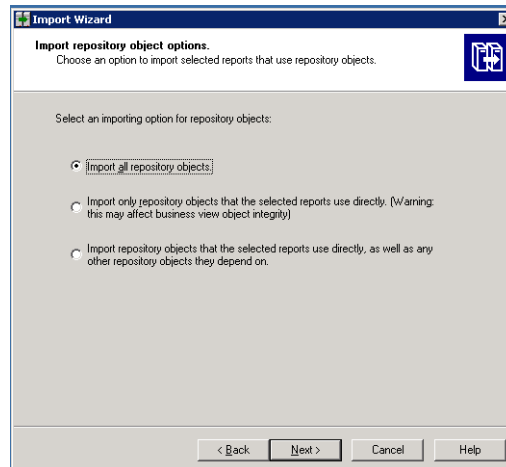 Import Wizard
Import repository object options.
Choose an option to import selected reports that use repository objects.
Select an importing option for repository objects:
Import all repository objects.
Import only repository objects that the selected reports use directly. (Warning:
this may affect business view object integrity)
Import repository objects that the selected reports use directly, as well as any
other repository objects they depend on.
< Back
Next >
Cancel
Help